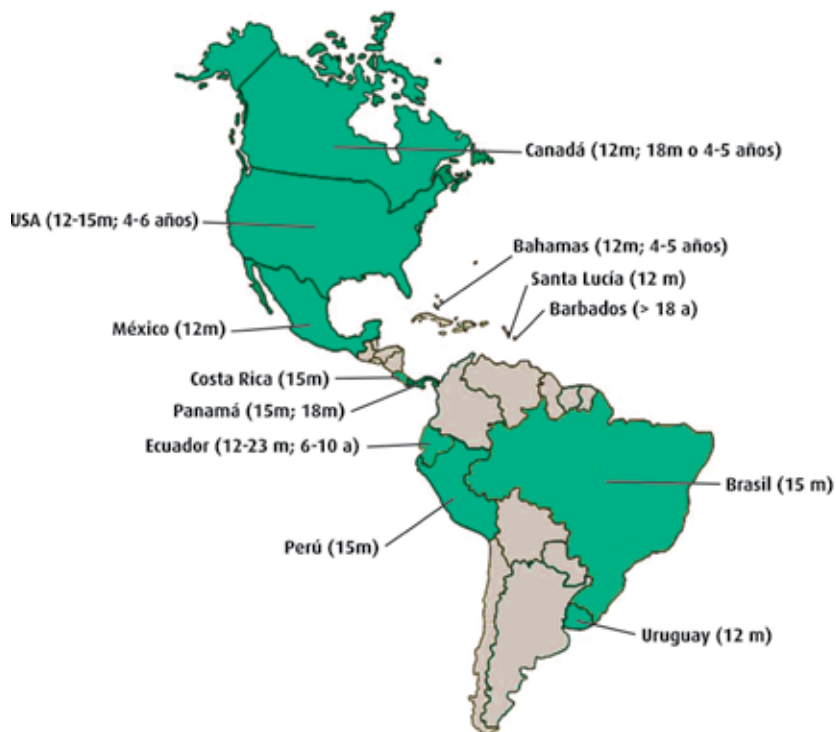 Canadá (12m; 18m o 4-5 años)
USA (12-15m; 4-6 años)
Bahamas (12m; 4-5 años)
Santa Lucía (12 m)
Barbados (> 18 a)
México (12m)
Costa Rica (15m)
Panamá (15m; 18m)
Ecuador (12-23 m; 6-10 a)
Brasil (15 m)
Perú (15m)
Uruguay (12 m)